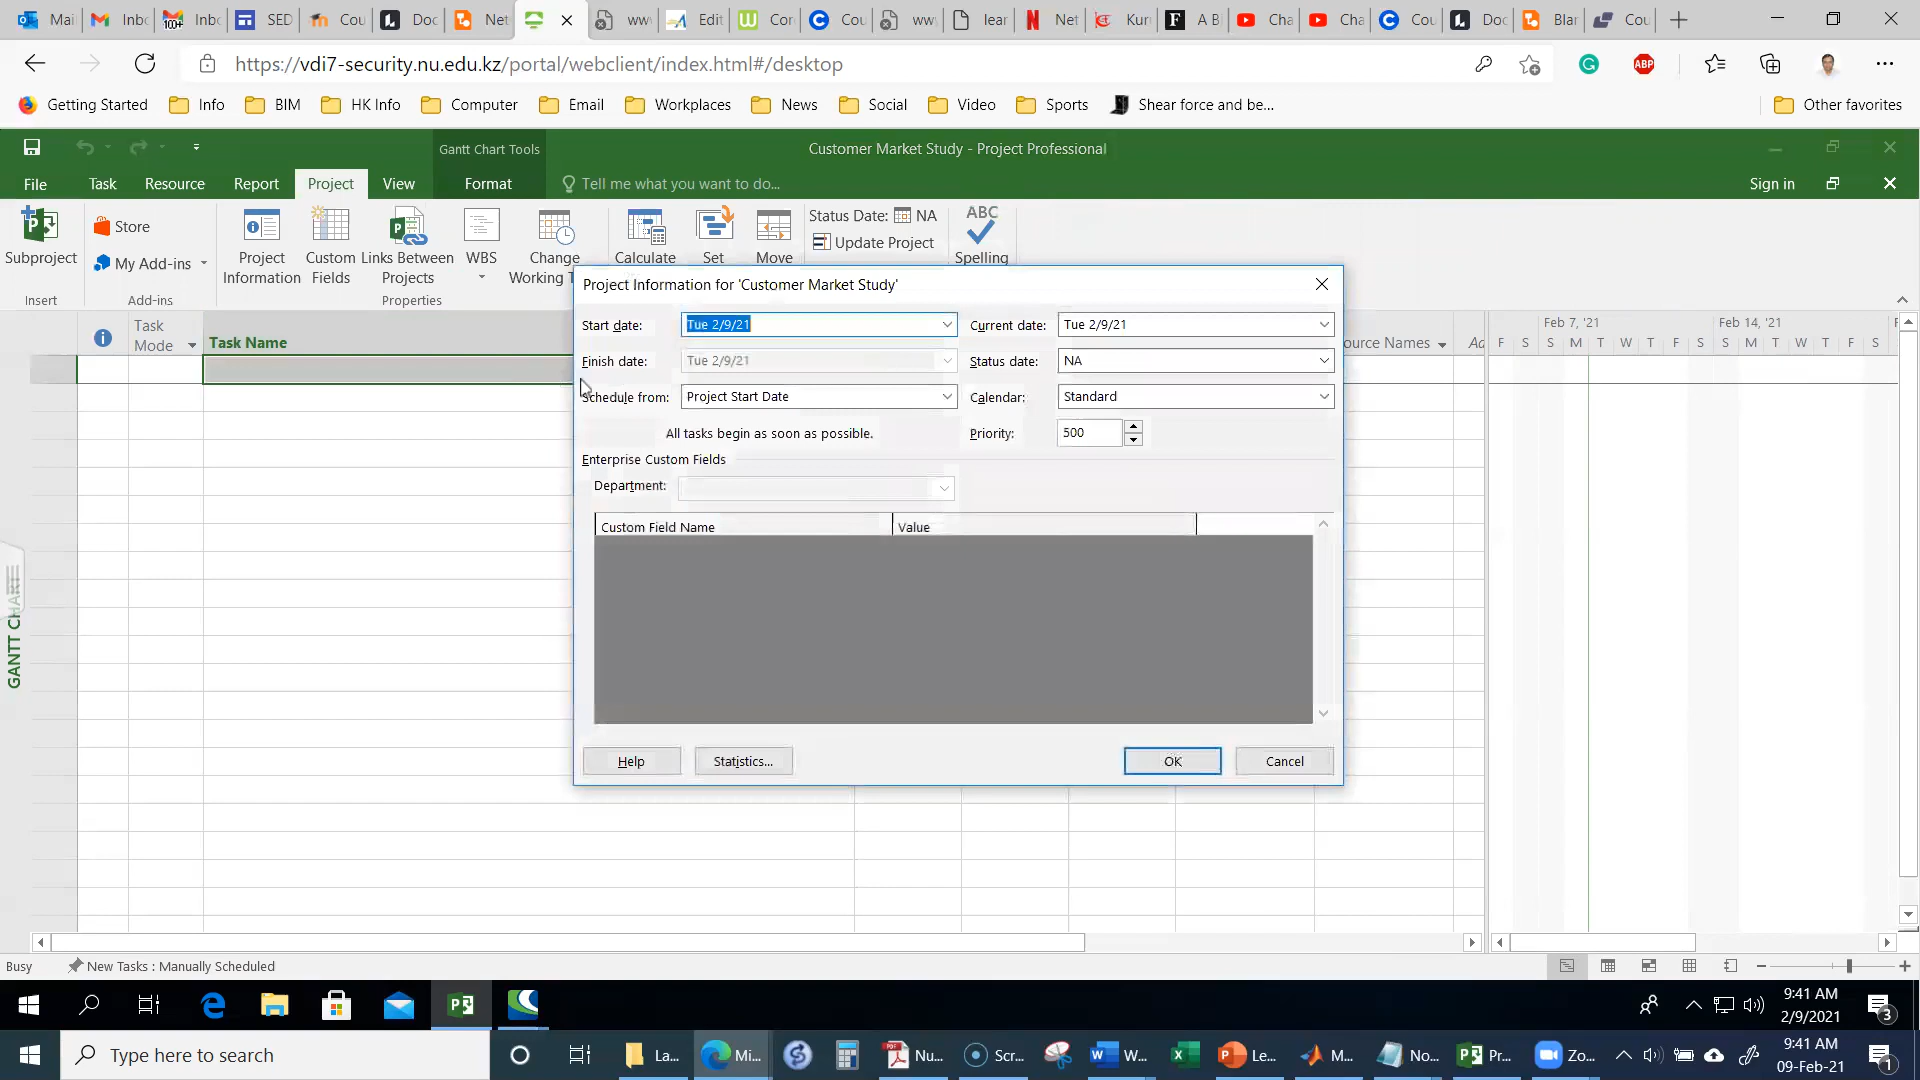 Mai
Inb
100+
Inb
SED
Cou
Doc
Net
ww
Edit
Cor
Cou
ww
lear
Net
Kur
A B
Cha
Cha
Cou
Doc
Blar
Cou
https://vdi7-security.nu.edu.kz/portal/webclient/index.html#/desktop
ABP
Getting Started
Info
BIM
HK Info
Computer
Email
Workplaces
News
Social
Video
Sports
Shear force and be...
Other favorites
Gantt Chart Tools
Customer Market Study - Project Professional
File
Task
Resource
Report
Project
View
Format
Tell me what you want to do...
Sign in
Subproject
Insert
Store
My Add-ins
Add-ins
Project Information
Custom Fields
Links Between Projects
WBS
Change Working T
Properties
Calculate
Set
Move
Status Date:
NA
Update Project
ABC
Spelling
Project Information for 'Customer Market Study'
Start date:
Tue 2/9/21
Current date:
Tue 2/9/21
Finish date:
Tue 2/9/21
Status date:
NA
Schedule from:
Project Start Date
Calendar:
Standard
All tasks begin as soon as possible.
Priority:
500
Enterprise Custom Fields
Department:
Custom Field Name
Value
Help
Statistics...
OK
Cancel
Task Mode
Task Name
ource Names
Ad
Feb 7, '21
Feb 14, '21
F
F S S M T W T F S S M T W T F S
GANTT CHART
Busy
New Tasks : Manually Scheduled
9:41 AM
2/9/2021
3
Type here to search
La...
Mi...
Nu...
Scr...
W...
Le...
M...
No...
Pr...
Zo...
9:41 AM
09-Feb-21
1